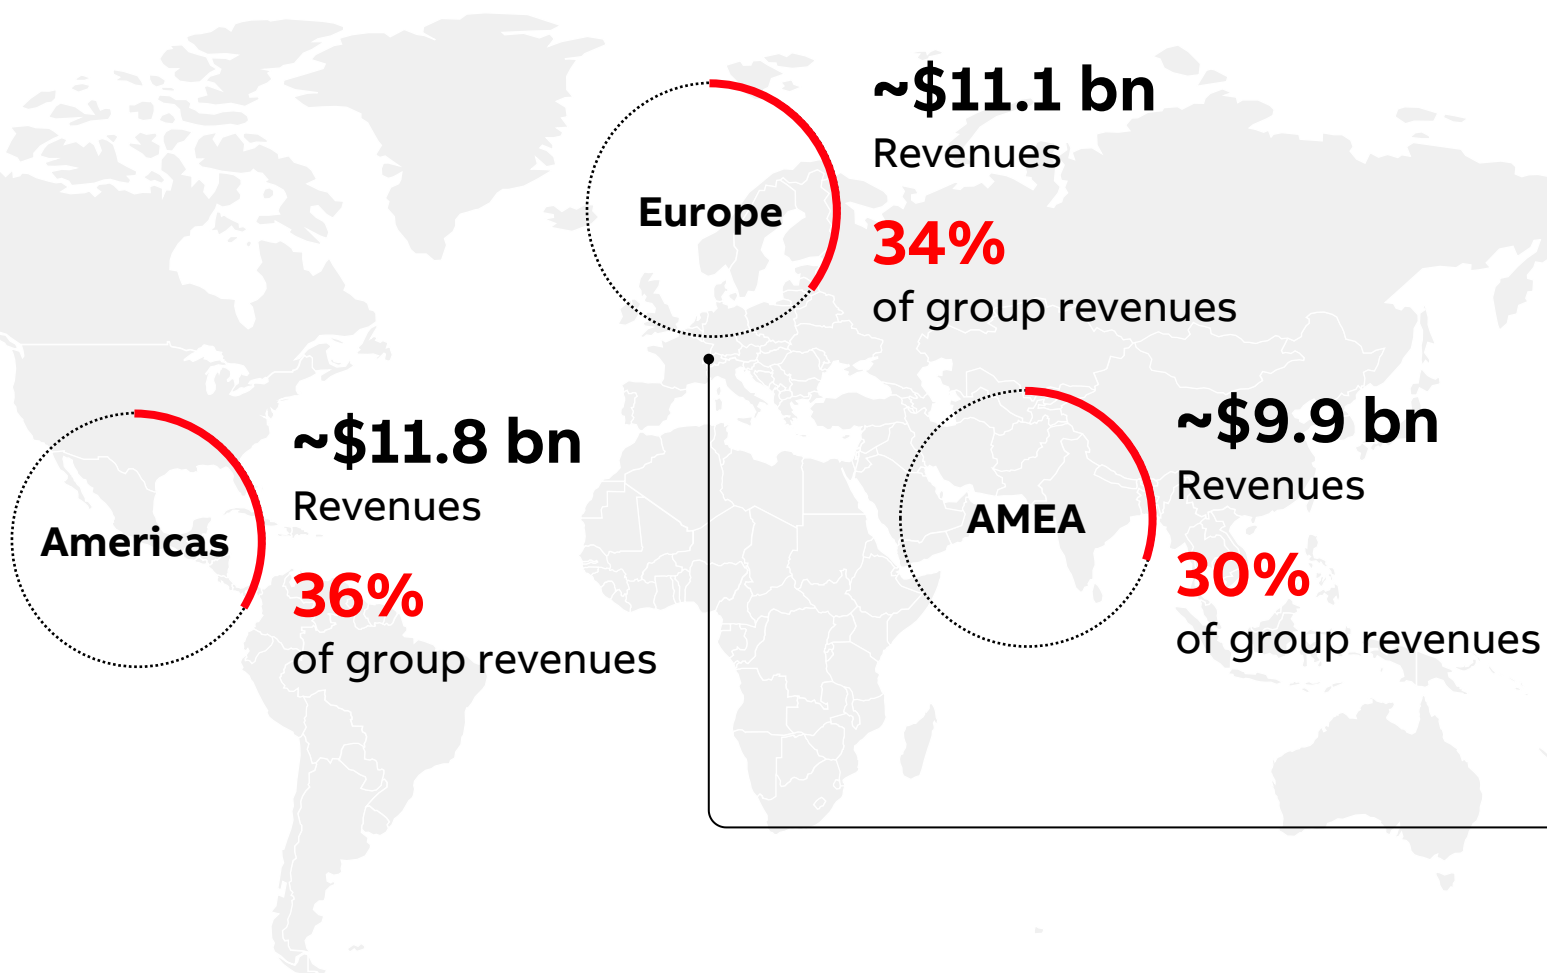 Europe
~$11.1 bn
Revenues
34%
of group revenues
Americas
~$11.8 bn
Revenues
36%
of group revenues
AMEA
~$9.9 bn
Revenues
30%
of group revenues